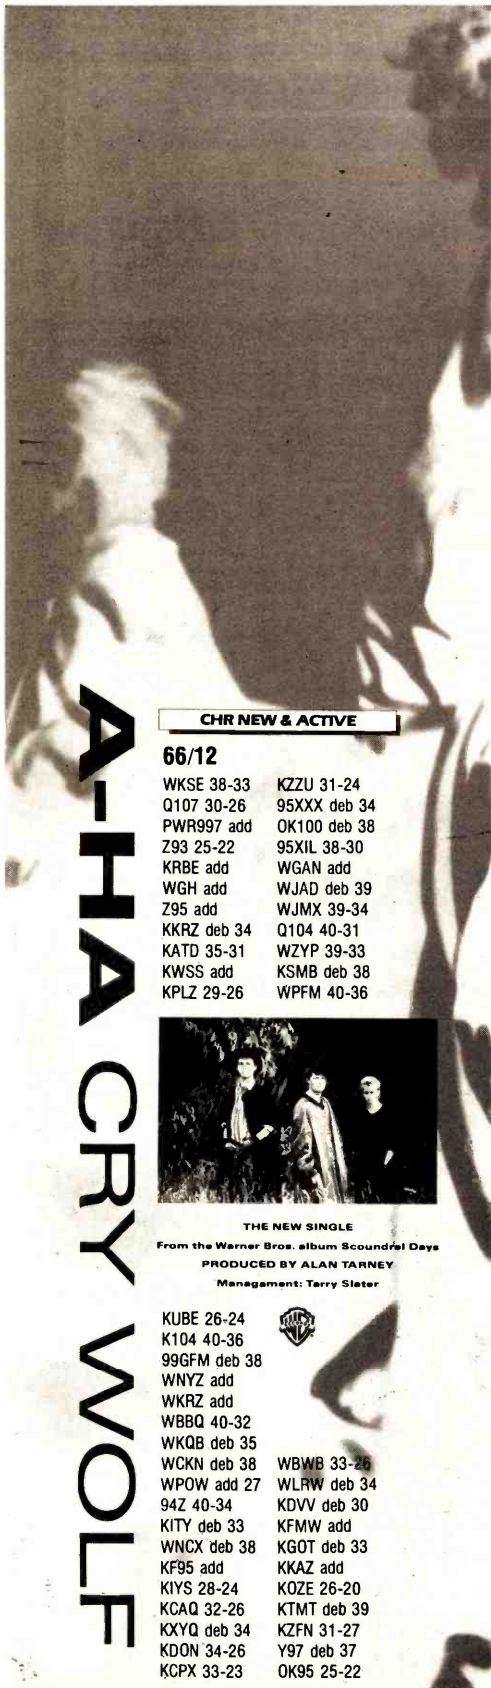 A-HA CRY WOLF
CHR NEW & ACTIVE
66/12
WKSE 38-33
Q107 30-26
PWR997 add
Z93 25-22
KRBE add
WGH add
Z95 add
KKRZ deb 34
KATD 35-31
KWSS add
KPLZ 29-26
KZZU 31-24
95XXX deb 34
OK100 deb 38
95XIL 38-30
WGAN add
WJAD deb 39
WJMX 39-34
Q104 40-31
WZYP 39-33
KSMB deb 38
WPFM 40-36
THE NEW SINGLE
From the Warner Bros. album Scoundrel Days
PRODUCED BY ALAN TARNEY
Management: Terry Slater
KUBE 26-24
K104 40-36
99GFM deb 38
WNYZ add
WKRZ add
WBBQ 40-32
WKQB deb 35
WCKN deb 38
WPOW add 27
94Z 40-34
KITY deb 33
WNCX deb 38
KF95 add
KIYS 28-24
KCAQ 32-26
KXYQ deb 34
KDON 34-26
KCPX 33-23
WBWB 33-26
WLRW deb 34
KDVV deb 30
KFMW add
KGOT deb 33
KKAZ add
KOZE 26-20
KTMT deb 39
KZFN 31-27
Y97 deb 37
OK95 25-22